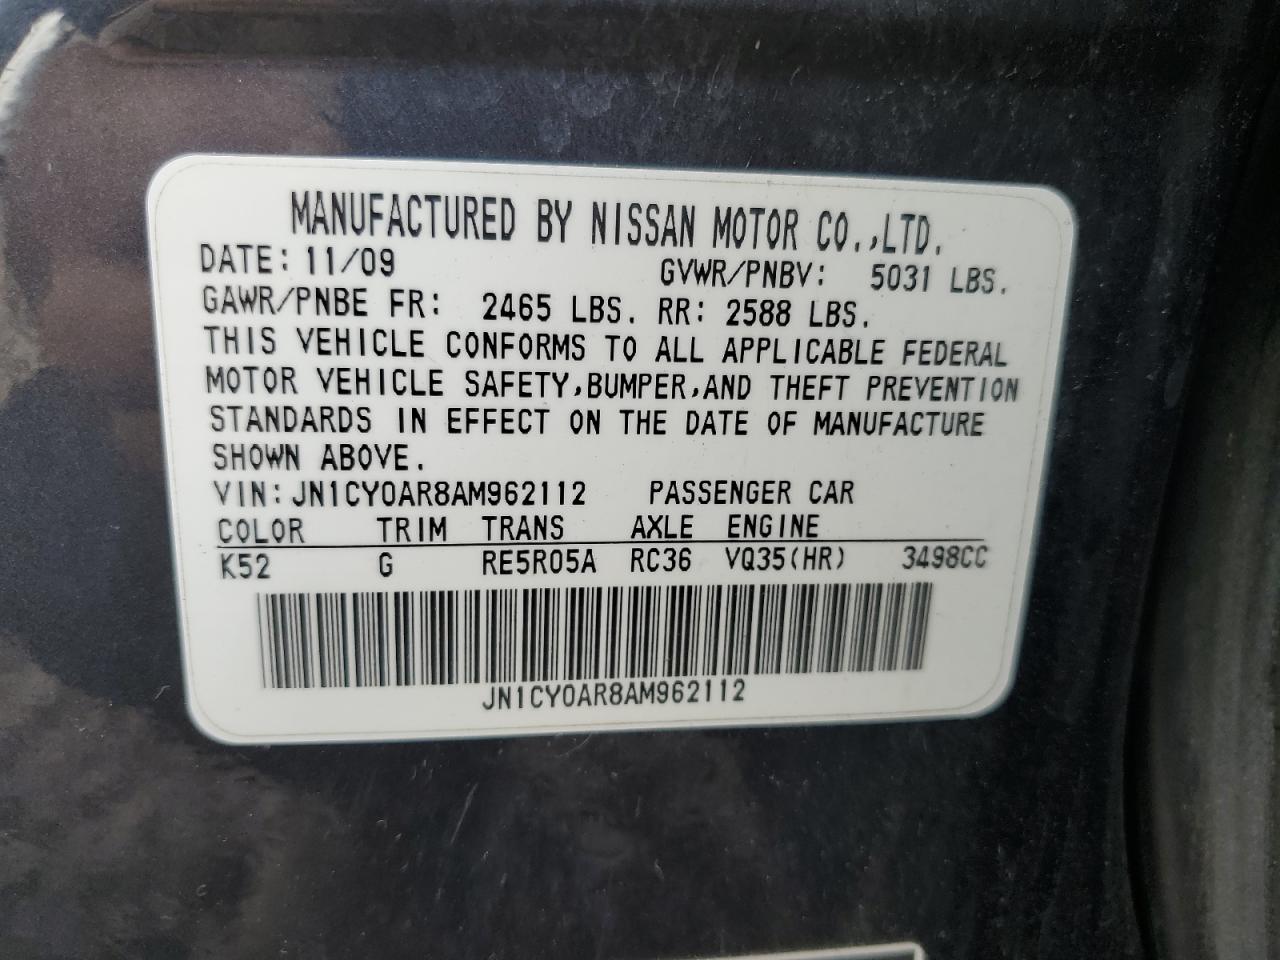 MANUFACTURED BY NISSAN MOTOR CO.,LTD.
DATE: 11/09 GVWR/PNBV: 5031 LBS.
GAWR/PNBE FR: 2465 LBS. RR: 2588 LBS.
THIS VEHICLE CONFORMS TO ALL APPLICABLE FEDERAL
MOTOR VEHICLE SAFETY,BUMPER,AND THEFT PREVENTION
STANDARDS IN EFFECT ON THE DATE OF MANUFACTURE
SHOWN ABOVE.
VIN:JN1CY0AR8AM962112 PASSENGER CAR
COLOR TRIM TRANS AXLE ENGINE
K52 G RE5R05A RC36 VQ35(HR) 3498CC
JN1CY0AR8AM962112